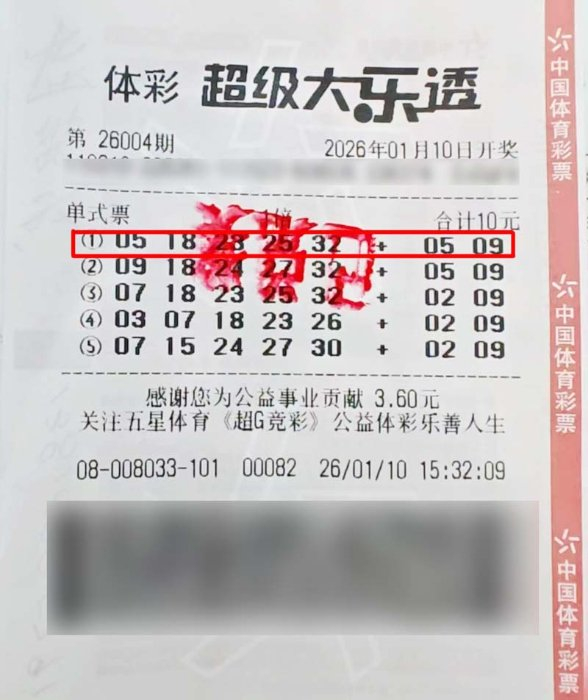 体彩 超级大乐透
第 26004期 2026年01月10日开奖
单式票 1倍 合计10元
① 05 18 23 25 32 + 05 09
② 09 18 24 27 32 + 05 09
③ 07 18 23 25 32 + 02 09
④ 03 07 18 23 26 + 02 09
⑤ 07 15 24 27 30 + 02 09
感谢您为公益事业贡献 3.60元
关注五星体育《超G竞彩》公益体彩乐善人生
08-008033-101 00082 26/01/10 15:32:09
中国体育彩票
中国体育彩票
中国体育彩票